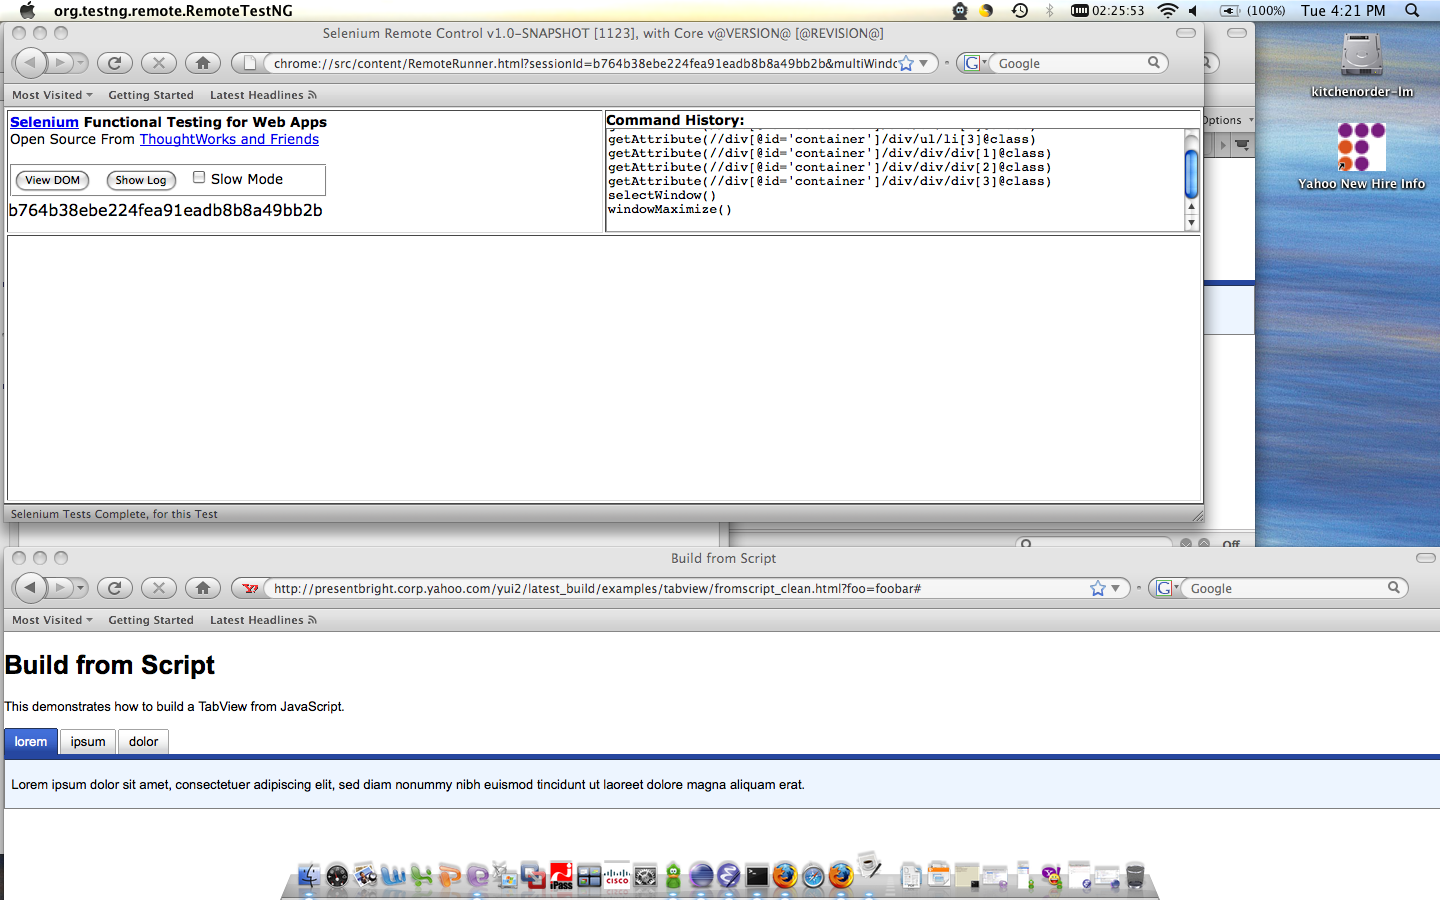 org.testng.remote.RemoteTestNG
02:25:53
(100%)
Tue 4:21 PM
Selenium Remote Control v1.0-SNAPSHOT [1123], with Core v@VERSION@ [@REVISION@]
chrome://src/content/RemoteRunner.html?sessionId=b764b38ebe224fea91eadb8b8a49bb2b&multiWindo
Google
Most Visited
Getting Started
Latest Headlines
Selenium Functional Testing for Web Apps
Open Source From ThoughtWorks and Friends
View DOM
Show Log
Slow Mode
b764b38ebe224fea91eadb8b8a49bb2b
Command History:
getAttribute(//div[@id='container']/div/ul/li[3]@class)
getAttribute(//div[@id='container']/div/div/div[1]@class)
getAttribute(//div[@id='container']/div/div/div[2]@class)
getAttribute(//div[@id='container']/div/div/div[3]@class)
selectWindow()
windowMaximize()
Options
kitchenorder-lm
Yahoo New Hire Info
Selenium Tests Complete, for this Test
Off
Build from Script
http://presentbright.corp.yahoo.com/yui2/latest_build/examples/tabview/fromscript_clean.html?foo=foobar#
Google
Most Visited
Getting Started
Latest Headlines
Build from Script
This demonstrates how to build a TabView from JavaScript.
lorem
ipsum
dolor
Lorem ipsum dolor sit amet, consectetuer adipiscing elit, sed diam nonummy nibh euismod tincidunt ut laoreet dolore magna aliquam erat.
iPass
CISCO